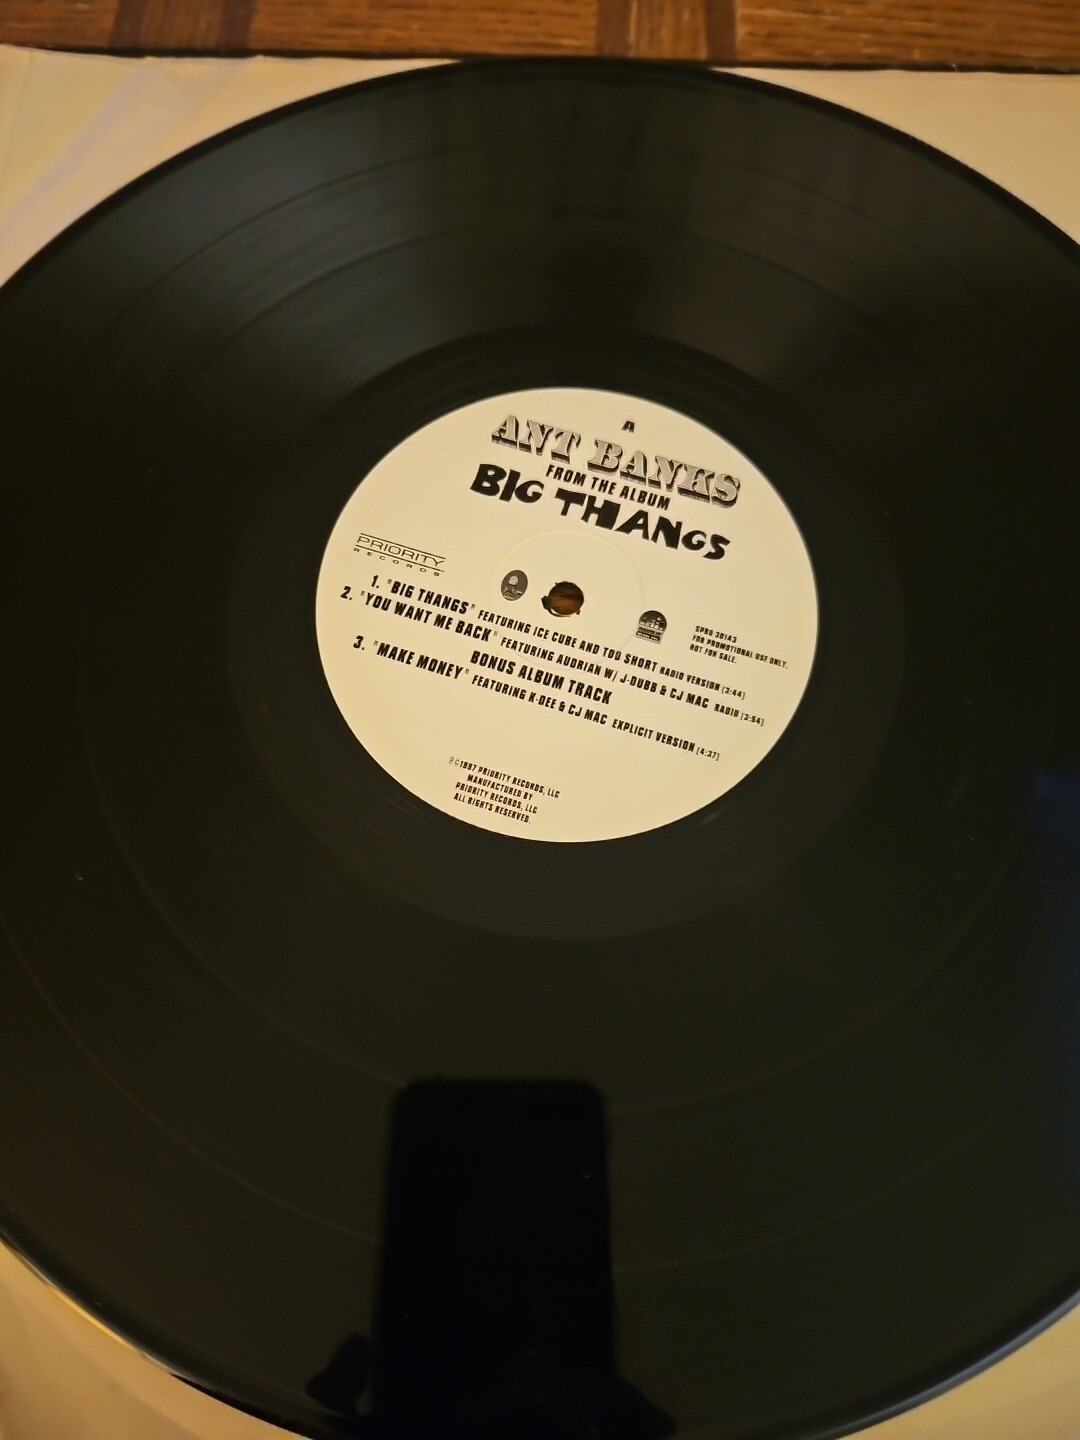 A
ANT BANKS
FROM THE ALBUM
BIG THANGS
PRIORITY
RECORDS
SPRO 30143
FOR PROMOTIONAL USE ONLY.
NOT FOR SALE.
1. "BIG THANGS" FEATURING ICE CUBE AND TOO SHORT RADIO VERSION [3:44]
2. "YOU WANT ME BACK" FEATURING AUDRIAN W/ J-DUBB & CJ MAC RADIO [3:54]
BONUS ALBUM TRACK
3. "MAKE MONEY" FEATURING K-DEE & CJ MAC EXPLICIT VERSION [4:37]
℗©1997 PRIORITY RECORDS, LLC
MANUFACTURED BY
PRIORITY RECORDS, LLC
ALL RIGHTS RESERVED.